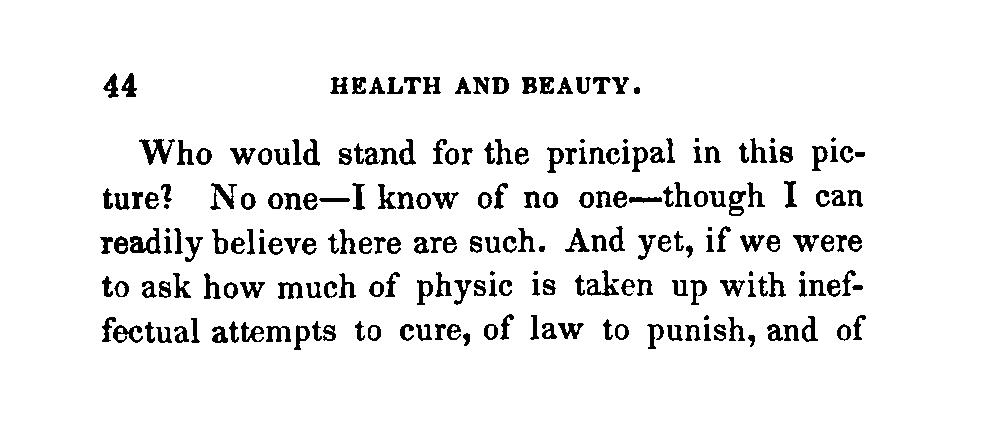 44 HEALTH AND BEAUTY.
Who would stand for the principal in this pic-
ture? No one—I know of no one—though I can
readily believe there are such. And yet, if we were
to ask how much of physic is taken up with inef-
fectual attempts to cure, of law to punish, and of